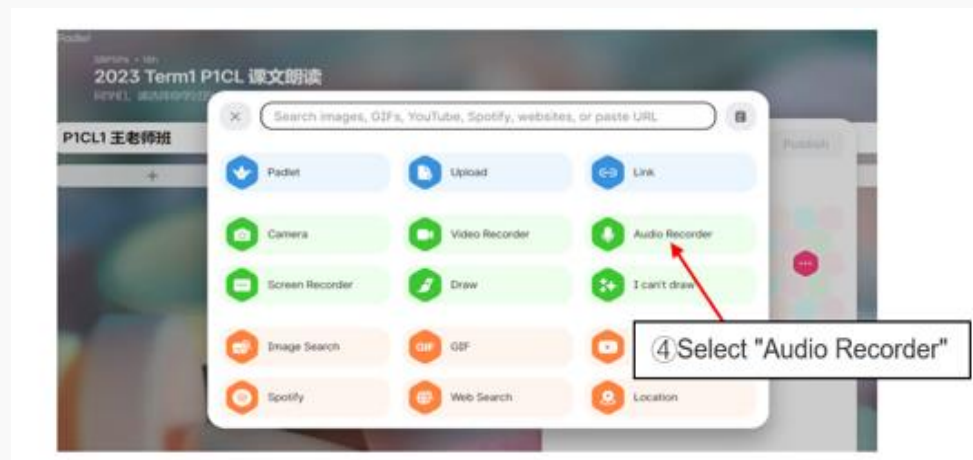 Padlet
2023 Term1 P1CL 课文朗读
P1CL1 王老师班
Search images, GIFs, YouTube, Spotify, websites, or paste URL
Publish
Padlet
Upload
Link
Camera
Video Recorder
Audio Recorder
Screen Recorder
Draw
I can't draw
Image Search
GIF
④Select "Audio Recorder"
Spotify
Web Search
Location